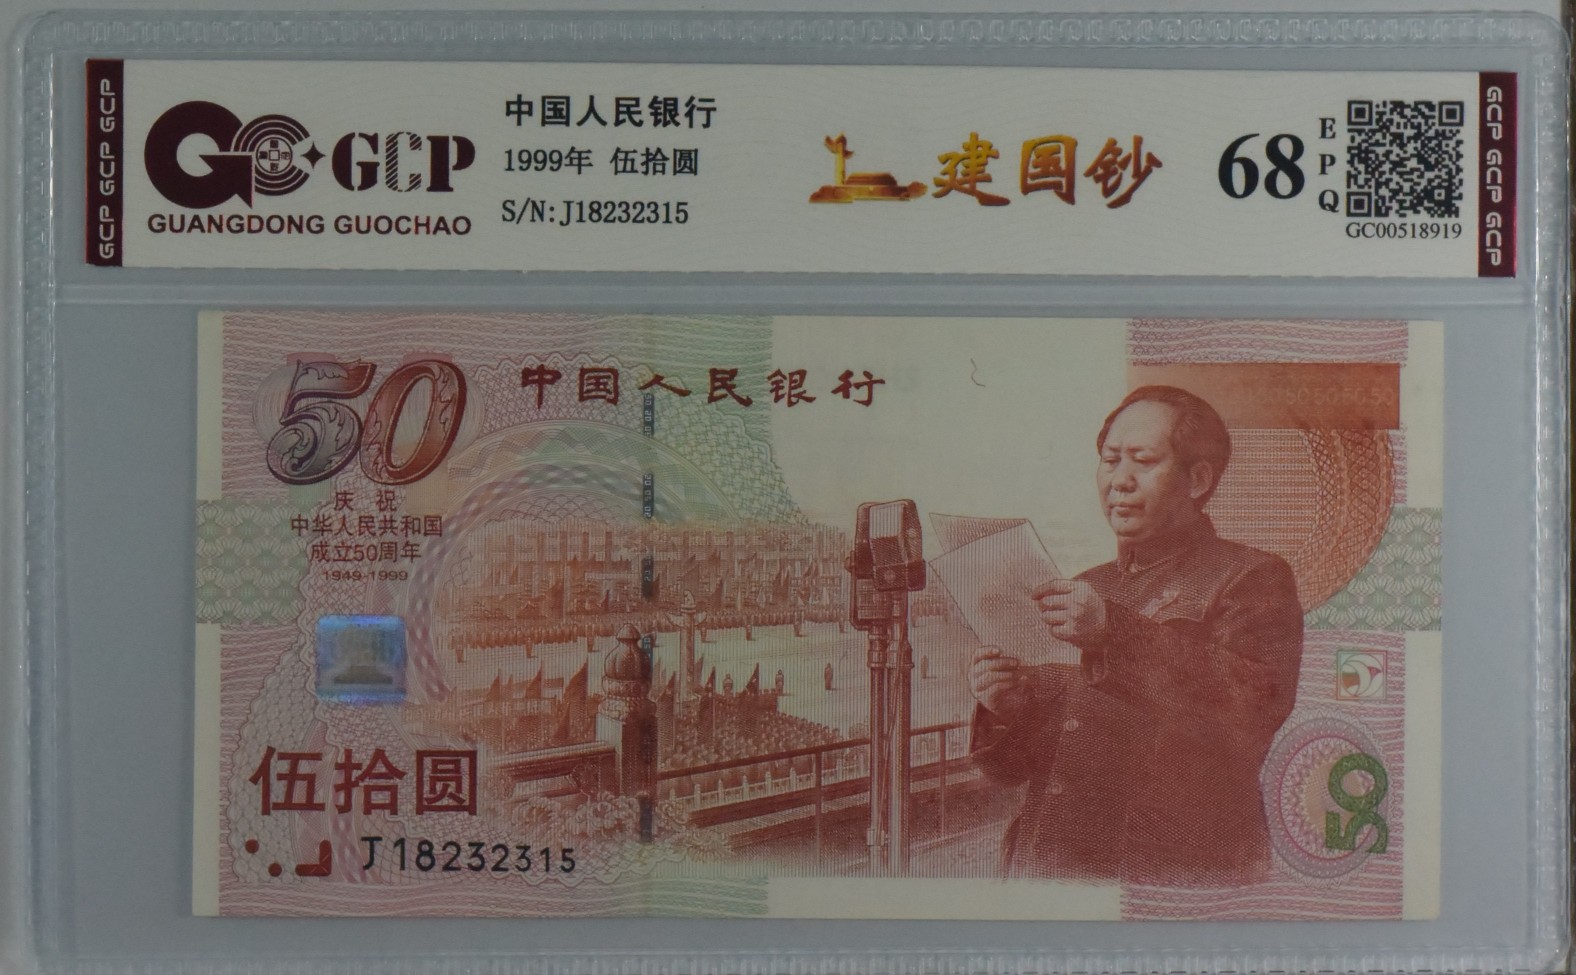 GCP GCP GCP
GCP
GUANGDONG GUOCHAO
中国人民银行
1999年 伍拾圆
S/N:J18232315
建国钞
68
EPQ
GC00518919
GCP GCP GCP
50
中国人民银行
庆祝
中华人民共和国
成立50周年
1949-1999
伍拾圆
J18232315
50